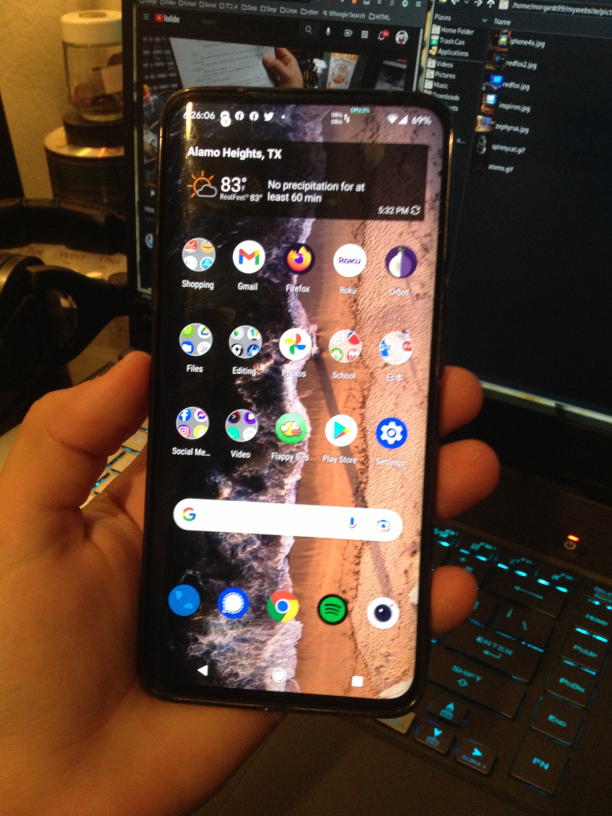 YouTube
Places
Name
Home Folder
Trash Can
Applications
Videos
Pictures
Music
iphone4s.jpg
redfox2.jpg
redfox.jpg
inspiron.jpg
zephyrus.jpg
spinnycat.gif
atoms.gif
6:26:06
69%
Alamo Heights, TX
83°F
RealFeel® 83°
No precipitation for at
least 60 min
5:32 PM
Shopping
Gmail
Firefox
Roku
Roku
Orbot
Files
Editing
Photos
School
日本
Social Me...
Video
Flappy Bird
Play Store
Settings
ENTER
SHIFT
Home
PgUp
PgDn
End
FN